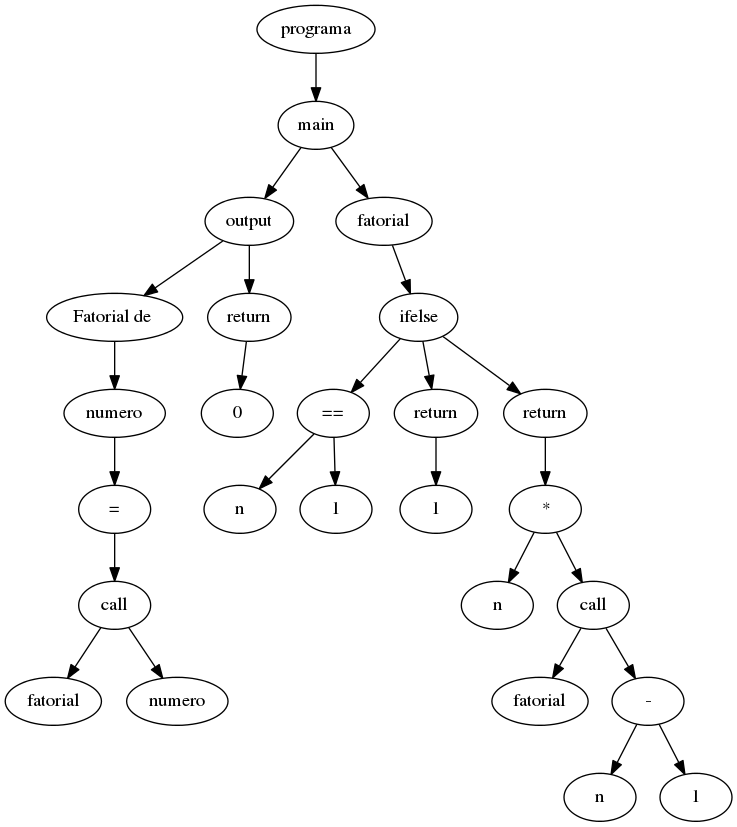 programa
main
output
fatorial
Fatorial de
return
ifelse
numero
0
==
return
return
=
n
1
1
*
call
n
call
fatorial
numero
fatorial
-
n
1